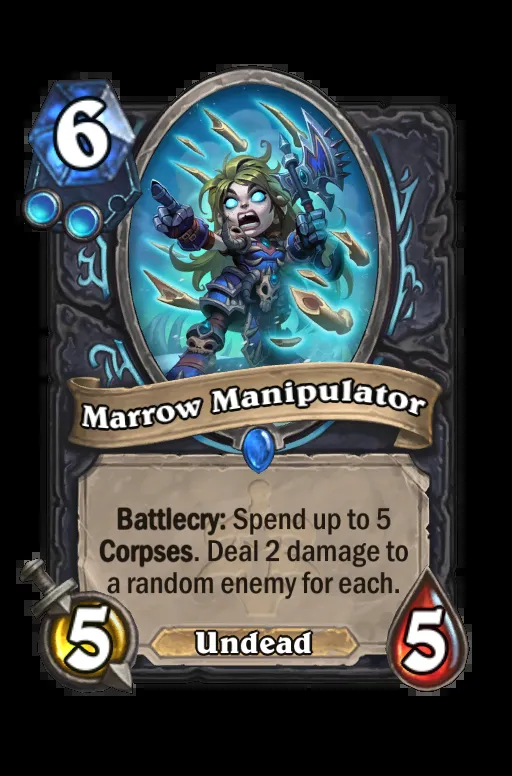 6
Marrow Manipulator
Battlecry: Spend up to 5
Corpses. Deal 2 damage to
a random enemy for each.
5
Undead
5